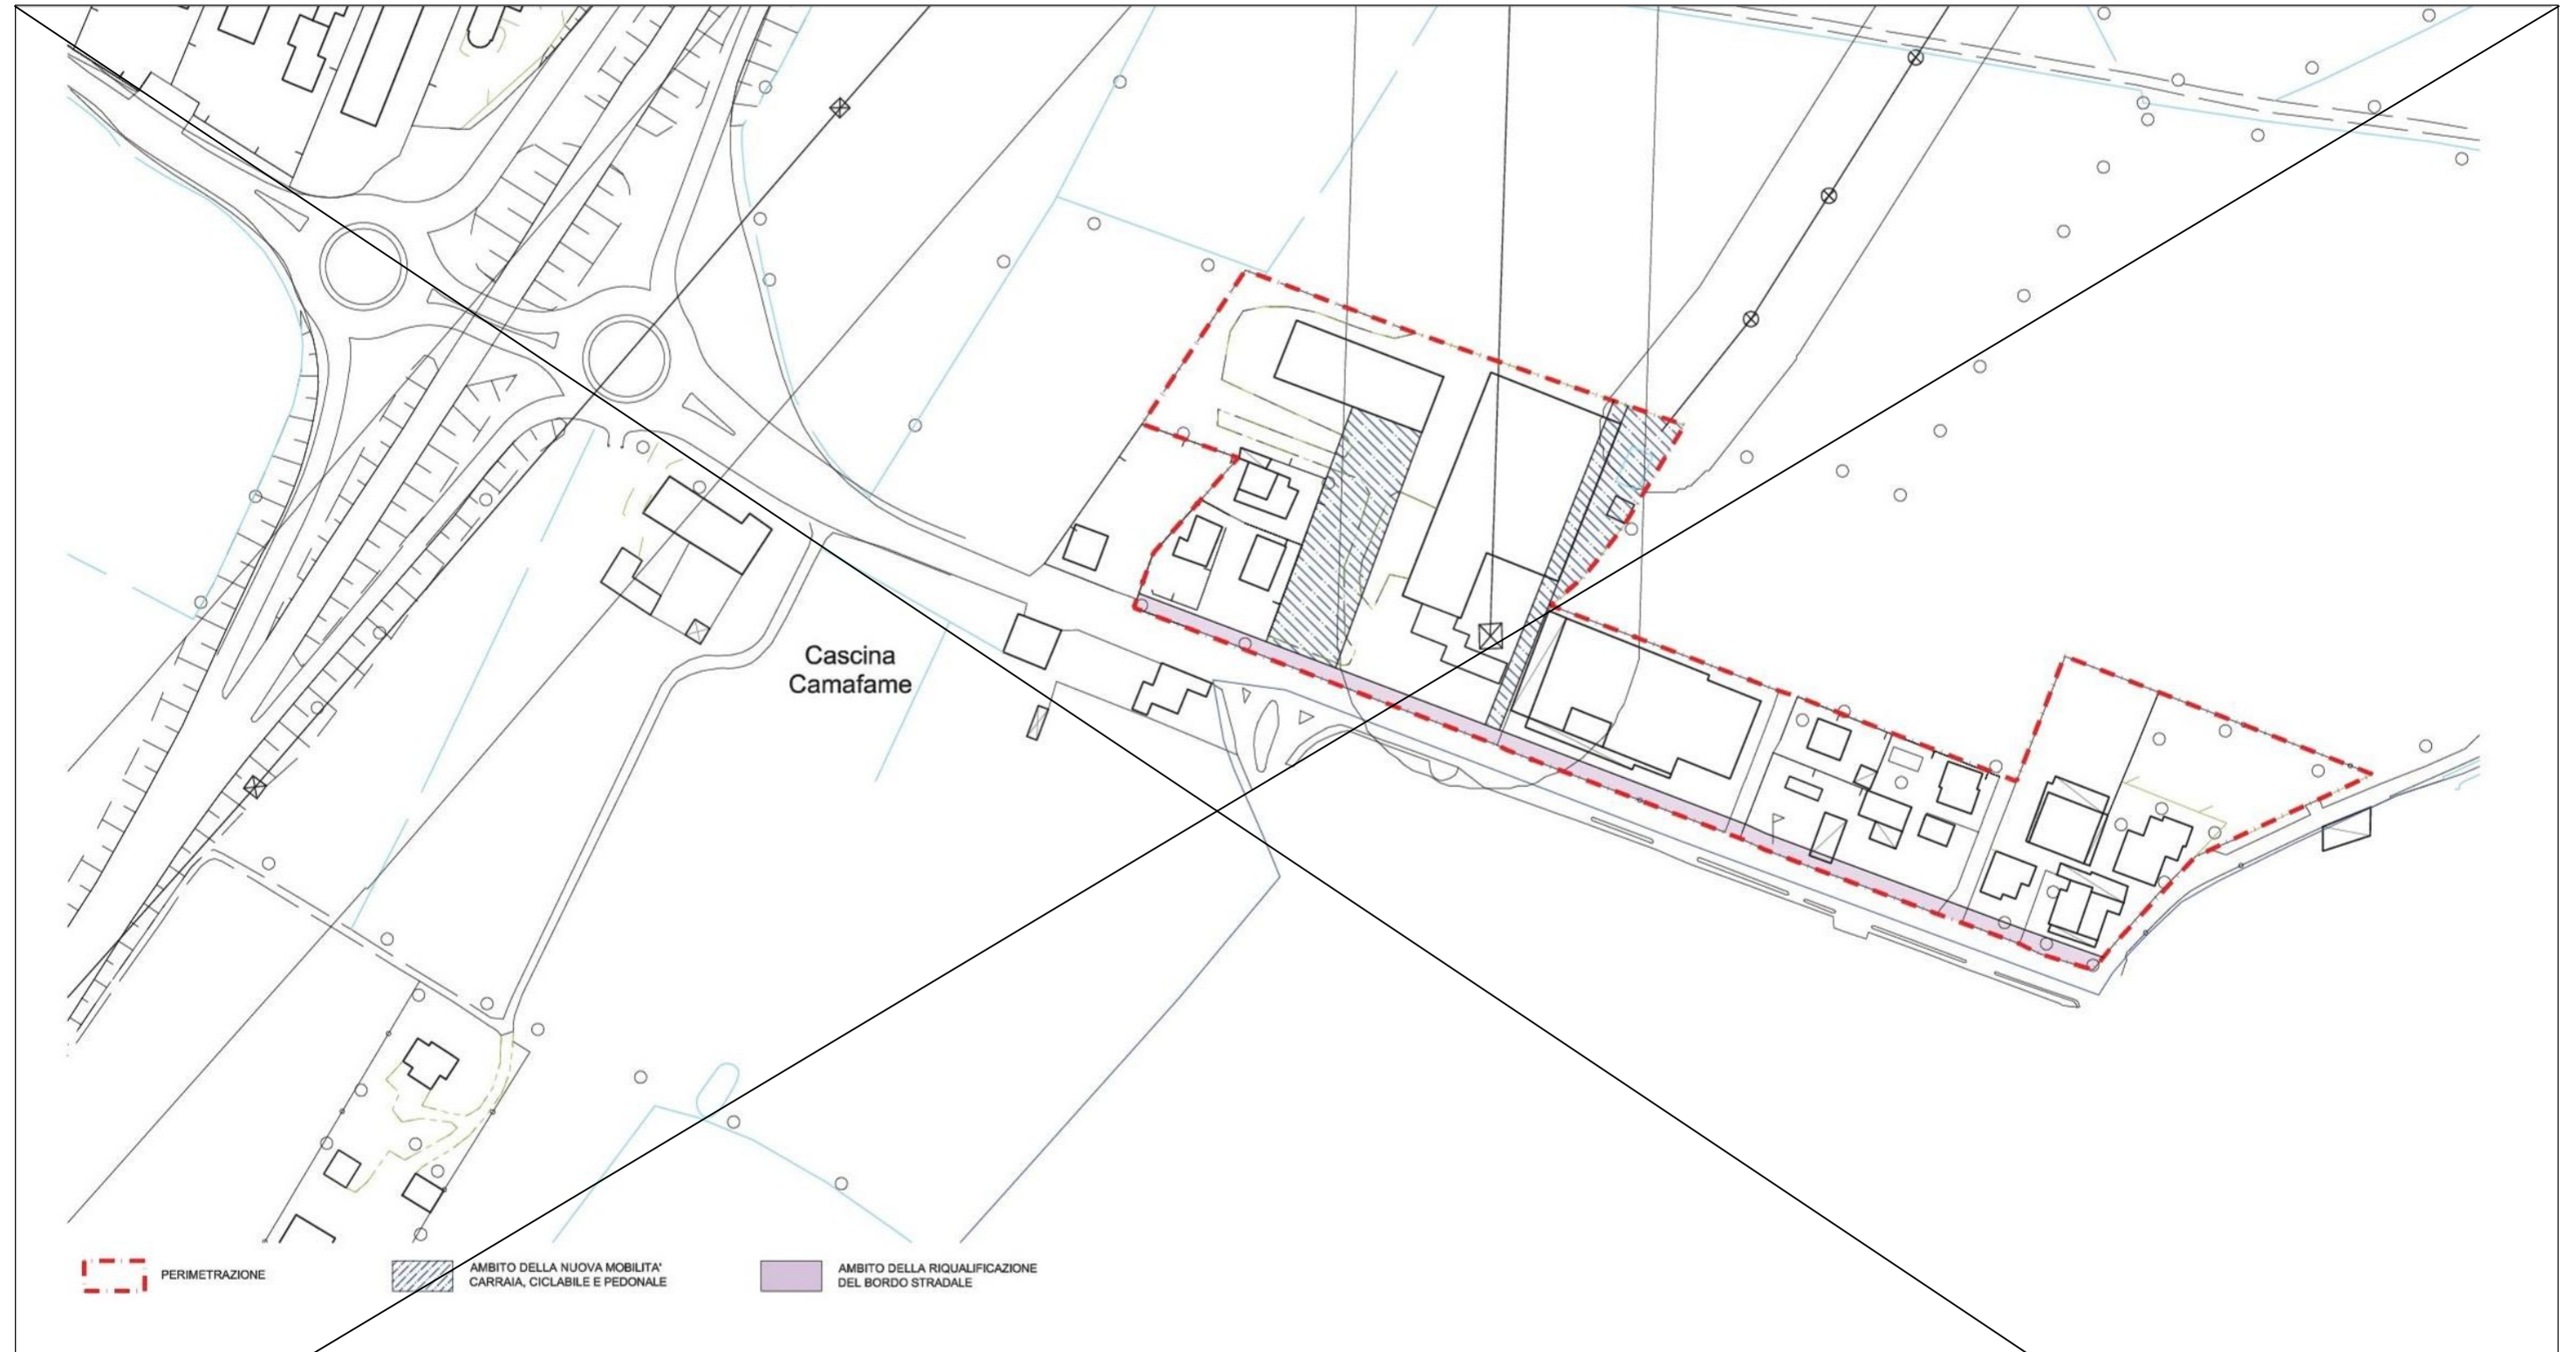 Cascina
Camafame
PERIMETRAZIONE
AMBITO DELLA NUOVA MOBILITA'
CARRAIA, CICLABILE E PEDONALE
AMBITO DELLA RIQUALIFICAZIONE
DEL BORDO STRADALE